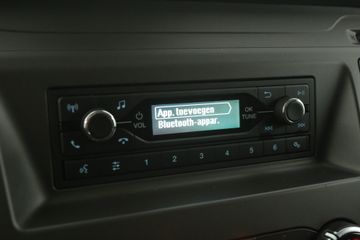 App. toevoegen
Bluetooth-appar.
VOL
OK
TUNE
1 2 3 4 5 6